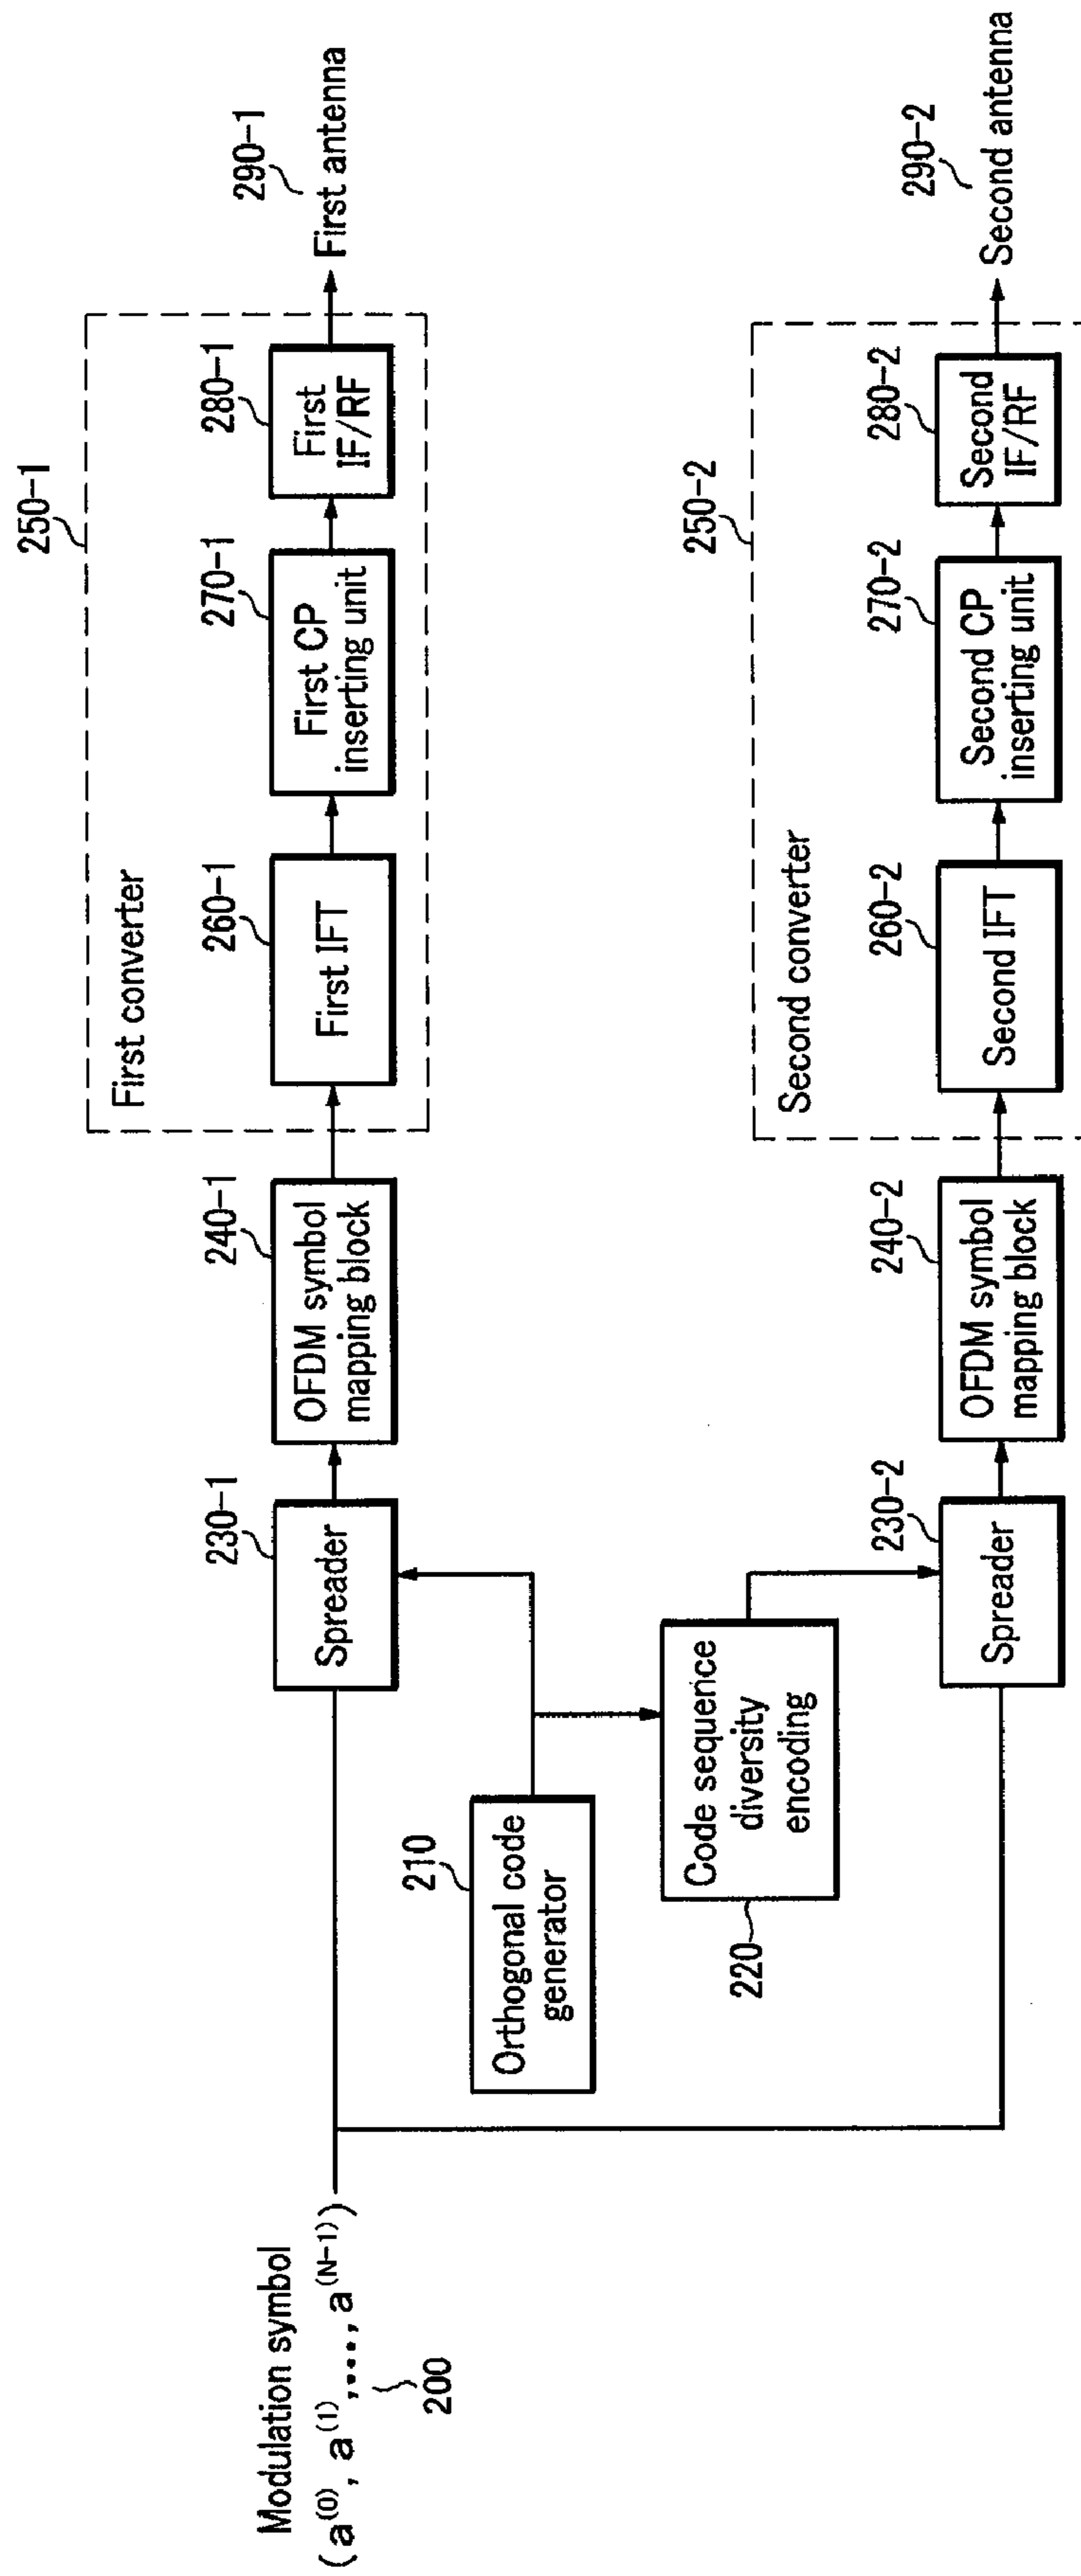 Modulation symbol
(a(0), a(1),...,a(N-1))
200
Orthogonal code
generator
210
Code sequence
diversity
encoding
220
Spreader
230-1
OFDM symbol
mapping block
240-1
First converter
250-1
First IFT
260-1
First CP
inserting unit
270-1
First
IF/RF
280-1
First antenna
290-1
Spreader
230-2
OFDM symbol
mapping block
240-2
Second converter
250-2
Second IFT
260-2
Second CP
inserting unit
270-2
Second
IF/RF
280-2
Second antenna
290-2